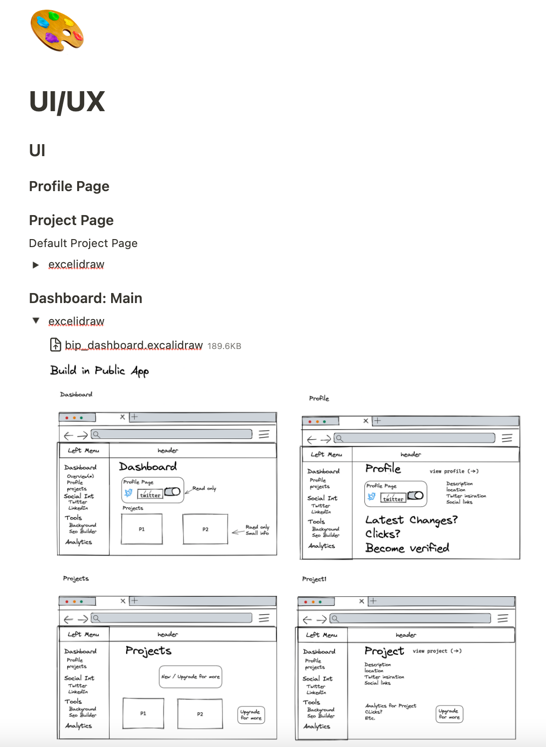 UI/UX
UI
Profile Page
Project Page
Default Project Page
excelidraw
Dashboard: Main
excelidraw
bip_dashboard.excalidraw 189.6KB
Build in Public App
Dashboard
Left Menu
header
Dashboard
Overview(n)
Profile
projects
Social Int
Twitter
LinkedIn
Tools
Background
Seo Builder
Analytics
Dashboard
Profile Page
twitter
Read only
Projects
P1
P2
Read only
Small info
Profile
Left Menu
header
Dashboard
Profile
projects
Social Int
Twitter
LinkedIn
Tools
Background
Seo Builder
Analytics
Profile
view profile (->)
Profile Page
twitter
Description
location
Twitter insiration
Social links
Latest Changes?
Clicks?
Become verified
Projects
Left Menu
header
Dashboard
Profile
projects
Social Int
Twitter
LinkedIn
Tools
Background
Seo Builder
Analytics
Projects
New / Upgrade for more
P1
P2
Upgrade
for more
Project1
Left Menu
header
Dashboard
Profile
projects
Social Int
Twitter
LinkedIn
Tools
Background
Seo Builder
Analytics
Project
view project (->)
Description
location
Twitter insiration
Social links
Analytics for Project
Clicks?
Etc.
Upgrade
for more